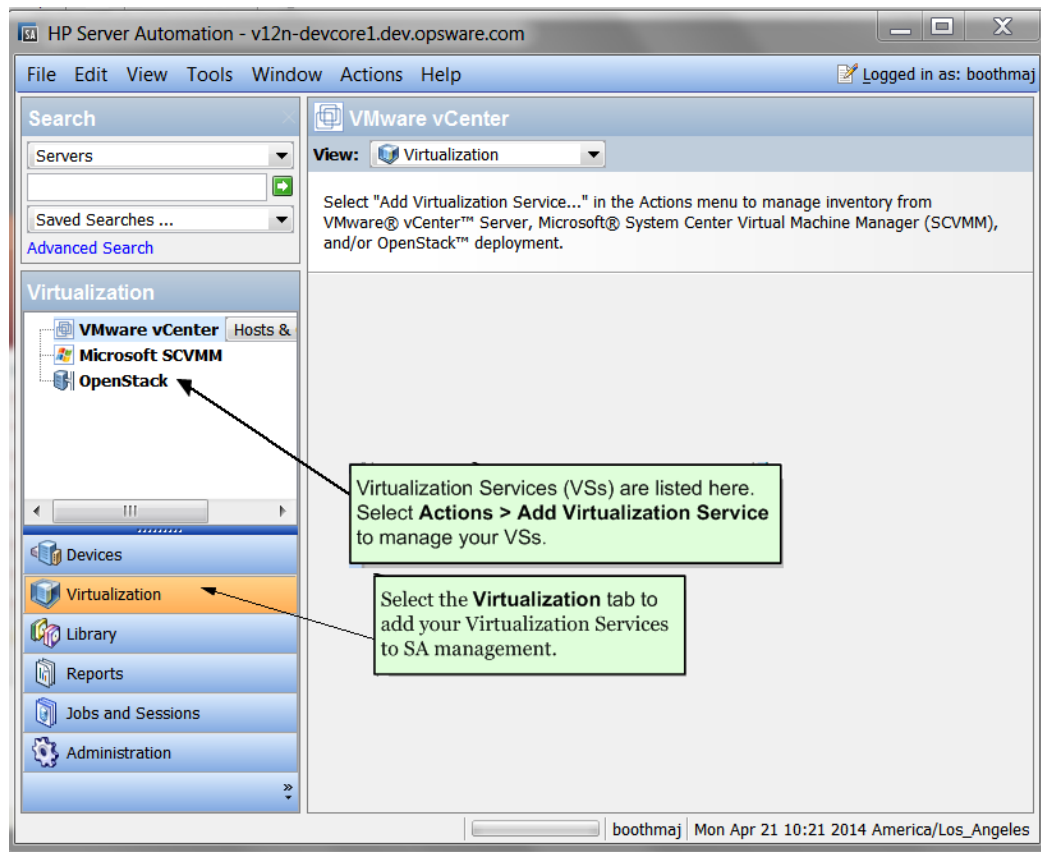 SA HP Server Automation - v12n-devcore1.dev.opsware.com
File Edit View Tools Window Actions Help
Logged in as: boothmaj
Search
Servers
Saved Searches ...
Advanced Search
Virtualization
VMware vCenter Hosts &
Microsoft SCVMM
OpenStack
Devices
Virtualization
Library
Reports
Jobs and Sessions
Administration
VMware vCenter
View: Virtualization
Select "Add Virtualization Service..." in the Actions menu to manage inventory from
VMware® vCenter™ Server, Microsoft® System Center Virtual Machine Manager (SCVMM),
and/or OpenStack™ deployment.
Virtualization Services (VSs) are listed here.
Select Actions > Add Virtualization Service
to manage your VSs.
Select the Virtualization tab to
add your Virtualization Services
to SA management.
boothmaj Mon Apr 21 10:21 2014 America/Los_Angeles